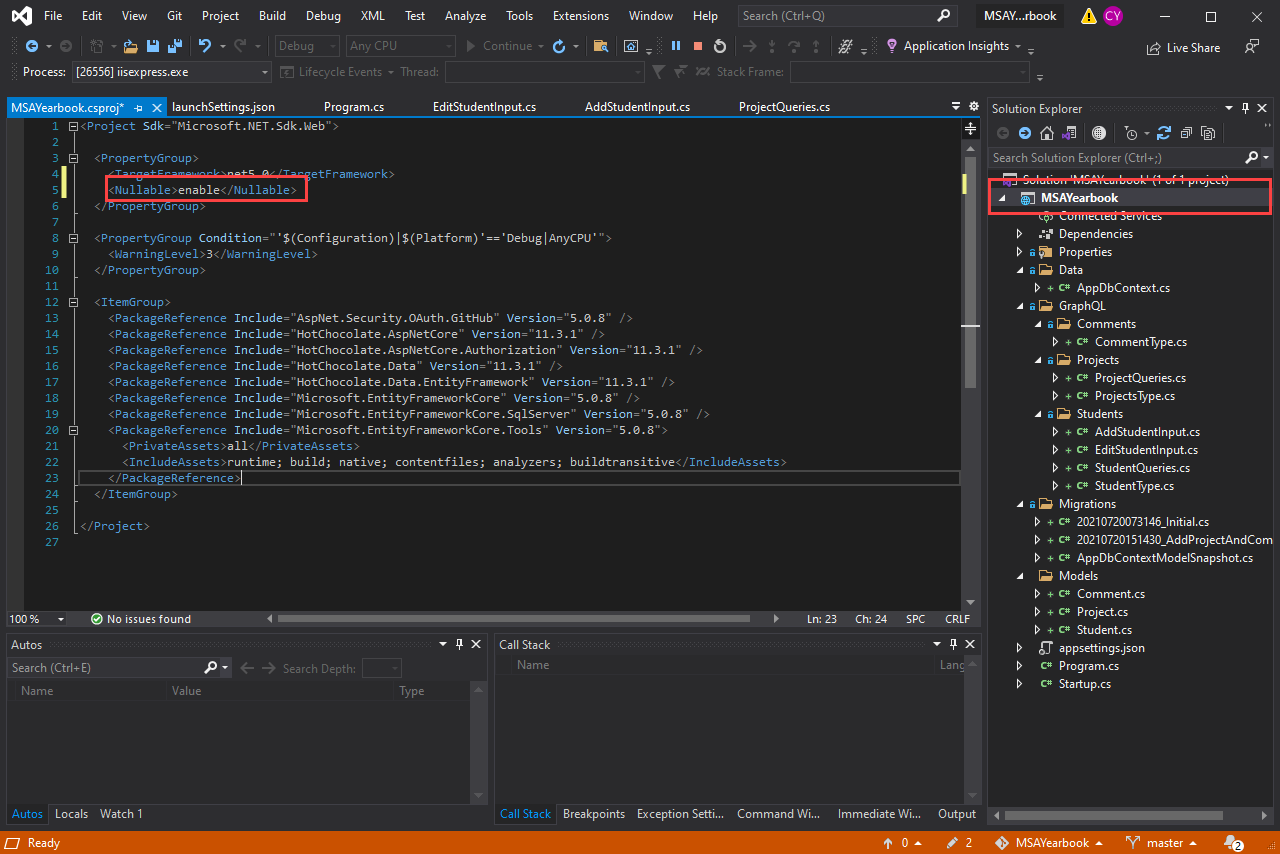 File Edit View Git Project Build Debug XML Test Analyze Tools Extensions Window Help Search (Ctrl+Q) MSAY...rbook CY
Debug Any CPU Continue Application Insights Live Share
Process: [26556] iisexpress.exe Lifecycle Events Thread: Stack Frame:
MSAYearbook.csproj* launchSettings.json Program.cs EditStudentInput.cs AddStudentInput.cs ProjectQueries.cs
1 <Project Sdk="Microsoft.NET.Sdk.Web">
2
3 <PropertyGroup>
4 <TargetFramework>net5.0</TargetFramework>
5 <Nullable>enable</Nullable>
6 </PropertyGroup>
7
8 <PropertyGroup Condition="'$(Configuration)|$(Platform)'=='Debug|AnyCPU'">
9 <WarningLevel>3</WarningLevel>
10 </PropertyGroup>
11
12 <ItemGroup>
13 <PackageReference Include="AspNet.Security.OAuth.GitHub" Version="5.0.8" />
14 <PackageReference Include="HotChocolate.AspNetCore" Version="11.3.1" />
15 <PackageReference Include="HotChocolate.AspNetCore.Authorization" Version="11.3.1" />
16 <PackageReference Include="HotChocolate.Data" Version="11.3.1" />
17 <PackageReference Include="HotChocolate.Data.EntityFramework" Version="11.3.1" />
18 <PackageReference Include="Microsoft.EntityFrameworkCore" Version="5.0.8" />
19 <PackageReference Include="Microsoft.EntityFrameworkCore.SqlServer" Version="5.0.8" />
20 <PackageReference Include="Microsoft.EntityFrameworkCore.Tools" Version="5.0.8">
21 <PrivateAssets>all</PrivateAssets>
22 <IncludeAssets>runtime; build; native; contentfiles; analyzers; buildtransitive</IncludeAssets>
23 </PackageReference>
24 </ItemGroup>
25
26 </Project>
27
100 % No issues found Ln: 23 Ch: 24 SPC CRLF
Solution Explorer
Search Solution Explorer (Ctrl+;)
Solution 'MSAYearbook' (1 of 1 project)
MSAYearbook
Connected Services
Dependencies
Properties
Data
C# AppDbContext.cs
GraphQL
Comments
C# CommentType.cs
Projects
C# ProjectQueries.cs
C# ProjectsType.cs
Students
C# AddStudentInput.cs
C# EditStudentInput.cs
C# StudentQueries.cs
C# StudentType.cs
Migrations
C# 20210720073146_Initial.cs
C# 20210720151430_AddProjectAndCom
C# AppDbContextModelSnapshot.cs
Models
C# Comment.cs
C# Project.cs
C# Student.cs
appsettings.json
C# Program.cs
C# Startup.cs
Autos
Search (Ctrl+E) Search Depth:
Name Value Type
Autos Locals Watch 1
Call Stack
Name Lang
Call Stack Breakpoints Exception Setti... Command Wi... Immediate Wi... Output
Ready 0 2 MSAYearbook master 2